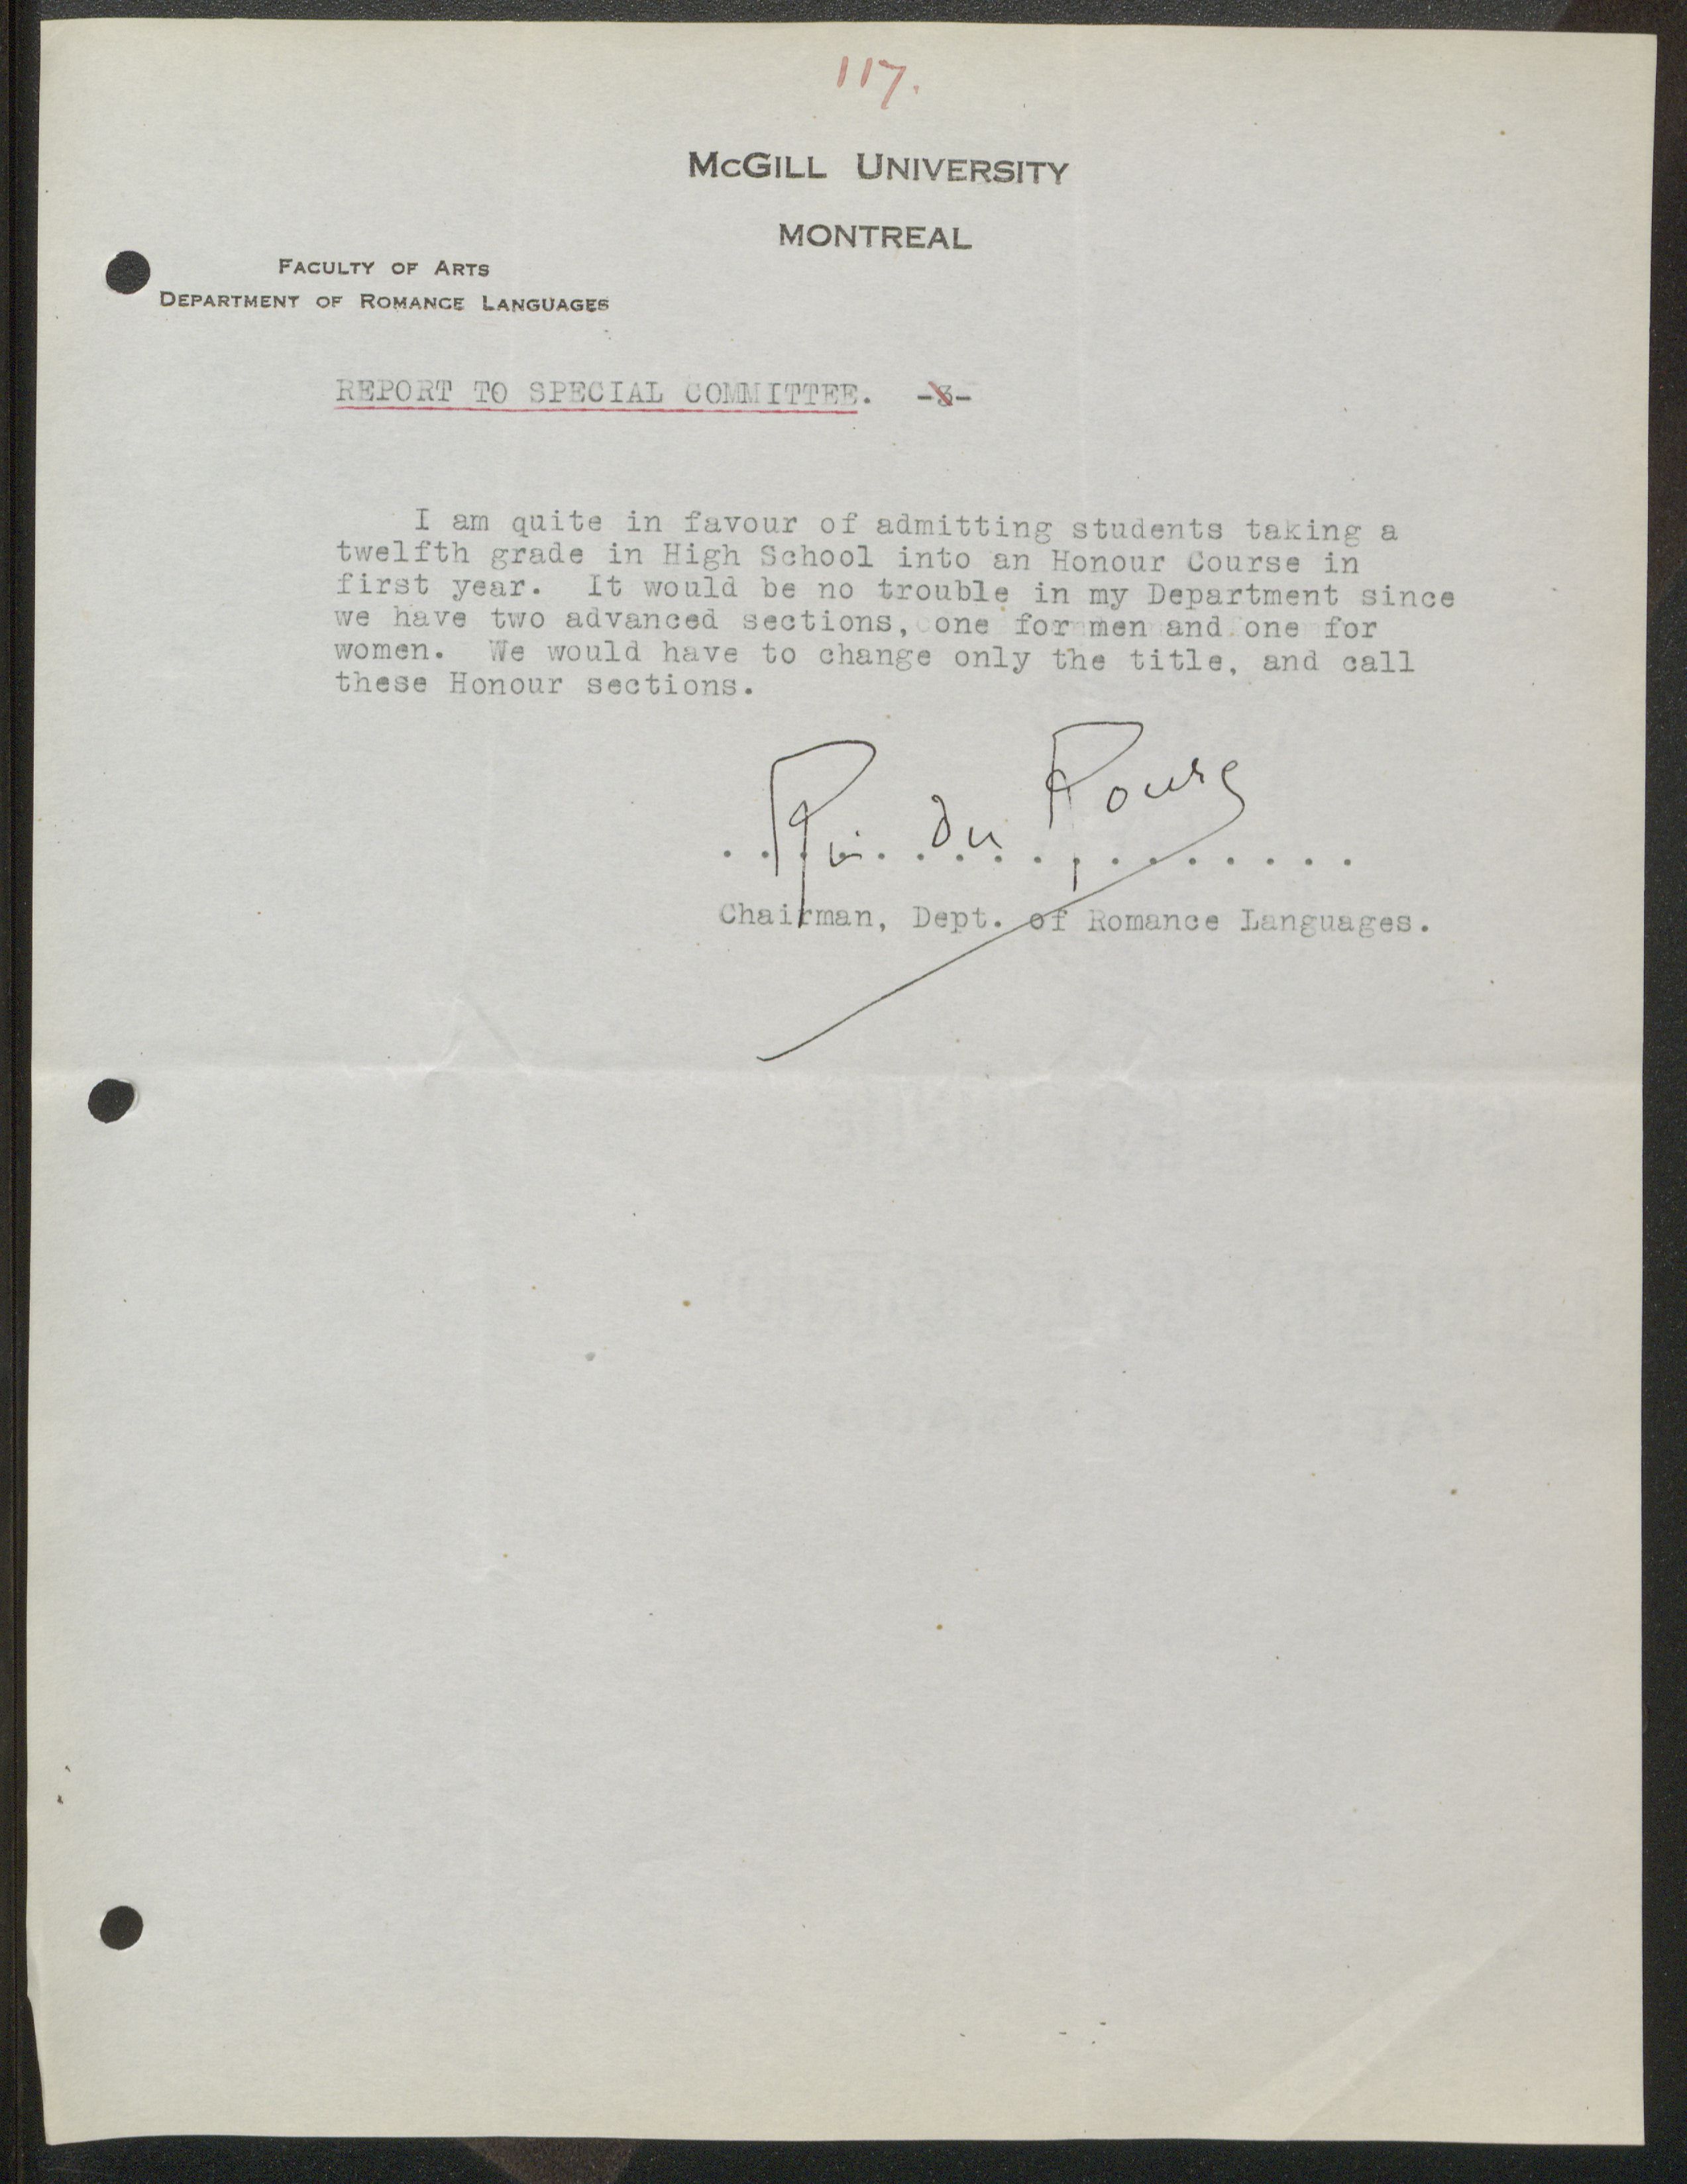 117.
McGILL UNIVERSITY
MONTREAL
FACULTY OF ARTS
DEPARTMENT OF ROMANCE LANGUAGES
REPORT TO SPECIAL COMMITTEE. -3-
I am quite in favour of admitting students taking a
twelfth grade in High School into an Honour Course in
first year. It would be no trouble in my Department since
we have two advanced sections, one for men and one for
women. We would have to change only the title, and call
these Honour sections.
du Roure
Chairman, Dept. of Romance Languages.